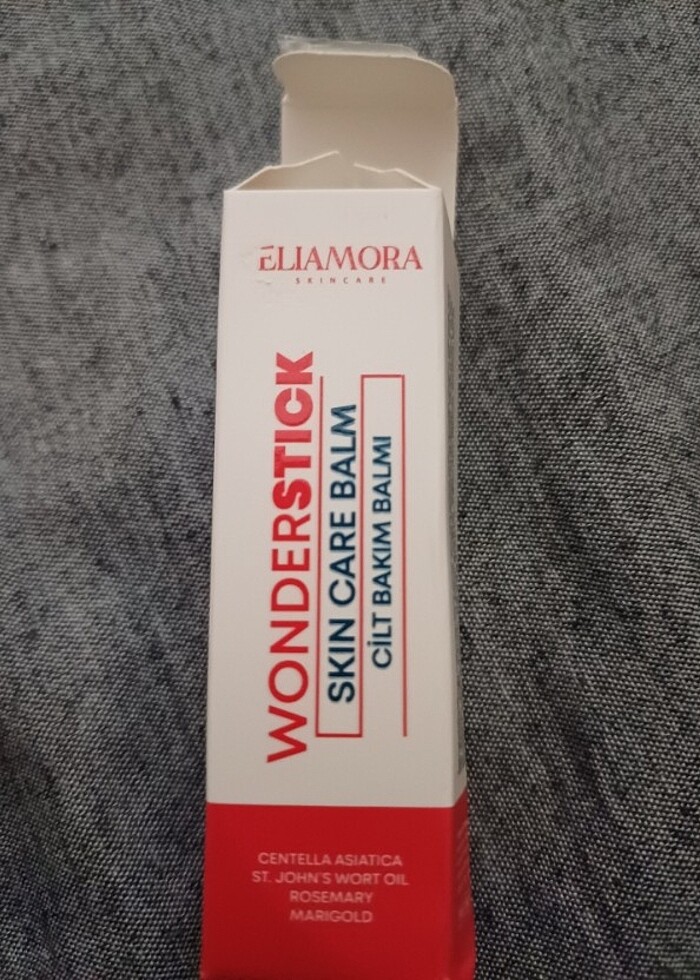 ELIAMORA
SKINCARE
WONDERSTICK
SKIN CARE BALM
CİLT BAKIM BALMI
CENTELLA ASIATICA
ST. JOHN'S WORT OIL
ROSEMARY
MARIGOLD